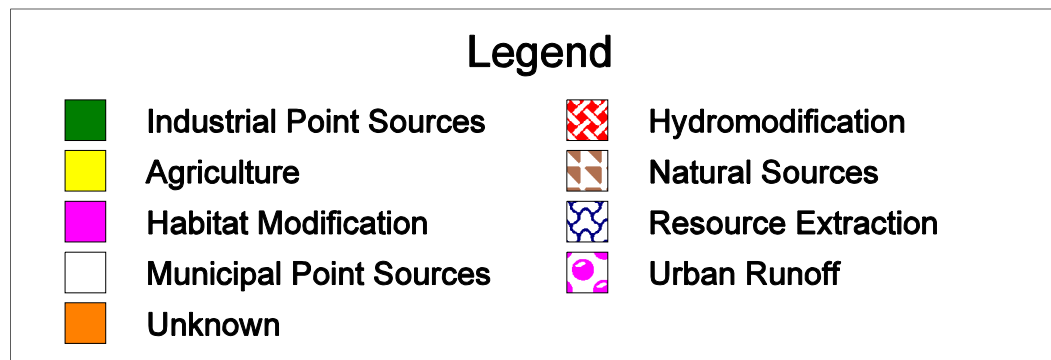 Legend
Industrial Point Sources
Agriculture
Habitat Modification
Municipal Point Sources
Unknown
Hydromodification
Natural Sources
Resource Extraction
Urban Runoff